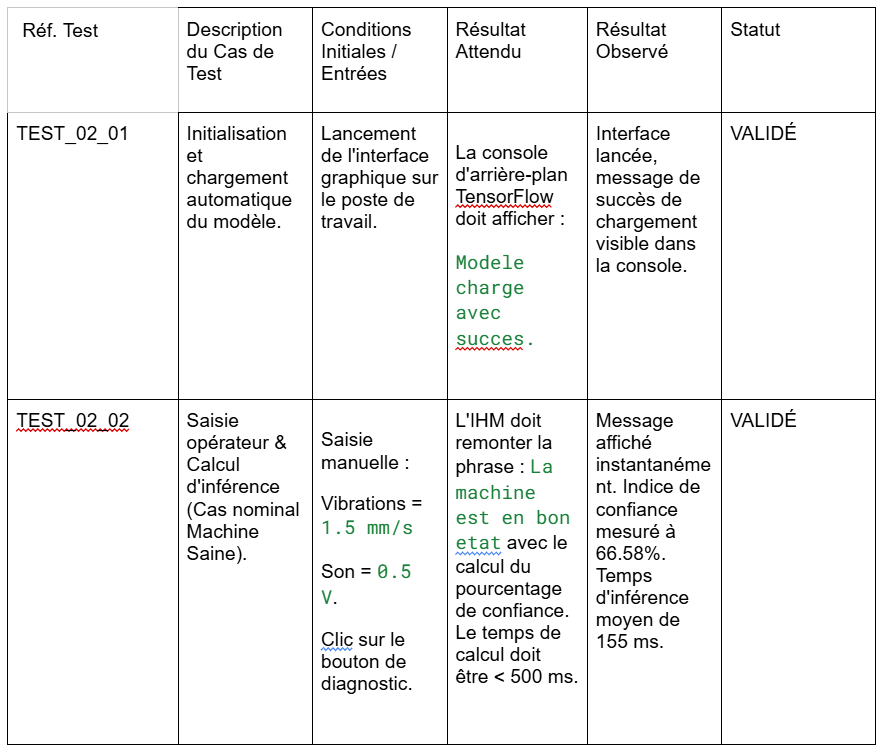 Réf. Test
Description
du Cas de
Test
Conditions
Initiales /
Entrées
Résultat
Attendu
Résultat
Observé
Statut
TEST_02_01
Initialisation
et
chargement
automatique
du modèle.
Lancement
de l'interface
graphique sur
le poste de
travail.
La console
d'arrière-plan
TensorFlow
doit afficher :
Modele
charge
avec
succes.
Interface
lancée,
message de
succès de
chargement
visible dans
la console.
VALIDÉ
TEST_02_02
Saisie
opérateur &
Calcul
d'inférence
(Cas nominal
Machine
Saine).
Saisie
manuelle :
Vibrations =
1.5 mm/s
Son = 0.5
V.
Clic sur le
bouton de
diagnostic.
L'IHM doit
remonter la
phrase : La
machine
est en bon
etat avec le
calcul du
pourcentage
de confiance.
Le temps de
calcul doit
être < 500 ms.
Message
affiché
instantanéme
nt. Indice de
confiance
mesuré à
66.58%.
Temps
d'inférence
moyen de
155 ms.
VALIDÉ